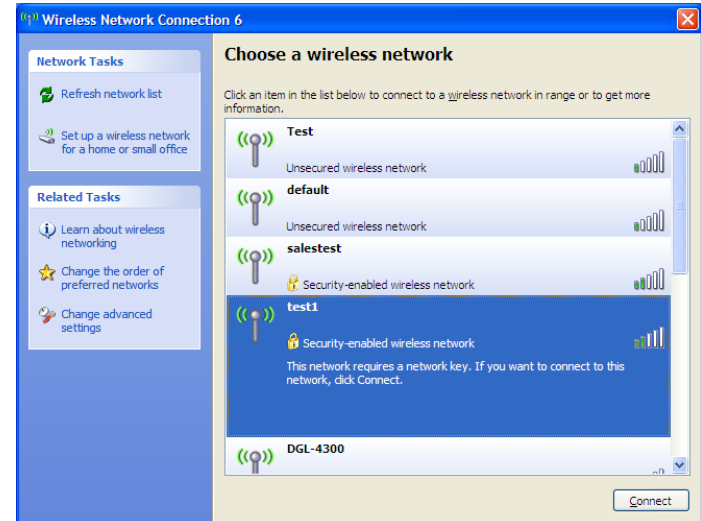 Wireless Network Connection 6
Network Tasks
Refresh network list
Set up a wireless network
for a home or small office
Related Tasks
Learn about wireless
networking
Change the order of
preferred networks
Change advanced
settings
Choose a wireless network
Click an item in the list below to connect to a wireless network in range or to get more
information.
Test
Unsecured wireless network
default
Unsecured wireless network
salestest
Security-enabled wireless network
test1
Security-enabled wireless network
This network requires a network key. If you want to connect to this
network, click Connect.
DGL-4300
Connect